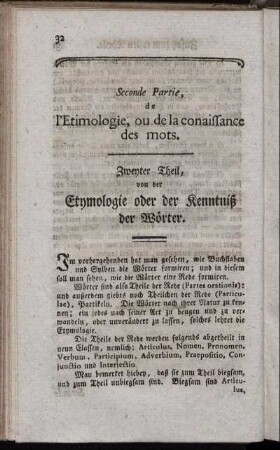 32
Seconde Partie,
de
l'Etimologie, ou de la conaissance
des mots.
Zweyter Theil,
von der
Etymologie oder der Kenntniß
der Wörter.
Im vorhergehenden hat man gesehen, wie Buchstaben
und Sylben die Wörter formiren; und in diesem
soll man sehen, wie die Wörter eine Rede formiren.
Wörter sind also Theile der Rede (Partes orationis):
und ausserdem giebts noch Theilchen der Rede (Particu-
lae), Partikeln. Die Wörter nach ihrer Natur zu ken-
nen; ein jedes nach seiner Art zu beugen und zu ver-
wandeln, oder unverändert zu lassen, solches lehret die
Etymologie.
Die Theile der Rede werden folgends abgetheilt in
neun Classen, nemlich: Articulus, Nomen, Pronomen,
Verbum, Participium, Adverbium, Praepositio, Con-
junctio und Interjectio.
Man bemerket hiebey, daß sie zum Theil biegsam,
und zum Theil unbiegsam sind. Biegsam sind Articu-
lus,